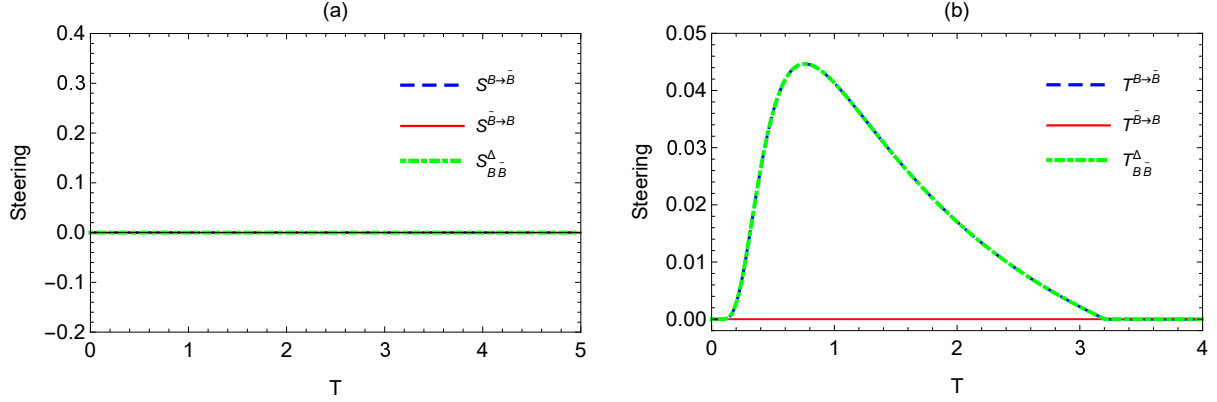 (a)
0.4
0.3
0.2
0.1
0.0
−0.1
−0.2
Steering
0 1 2 3 4 5
T
S^{B→B̄}
S^{B̄→B}
S^Δ_{B B̄}
(b)
0.05
0.04
0.03
0.02
0.01
0.00
Steering
0 1 2 3 4
T
T^{B→B̄}
T^{B̄→B}
T^Δ_{B B̄}